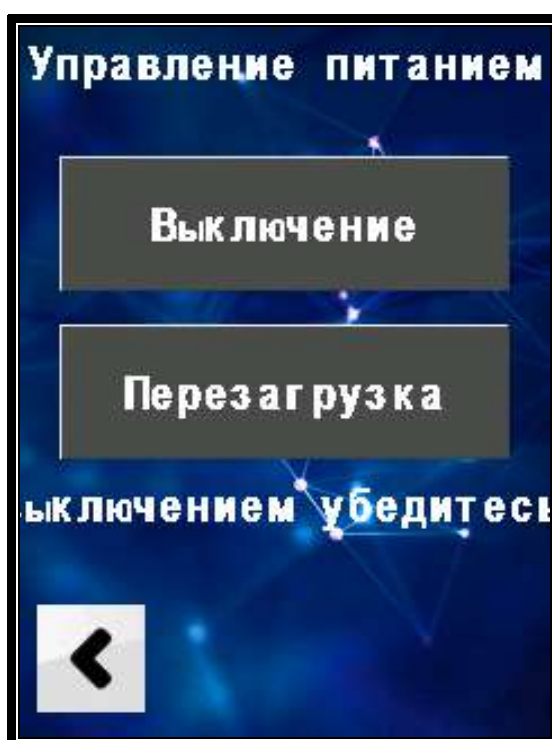 Управление питанием
Выключение
Перезагрузка
ыключением убедитесь